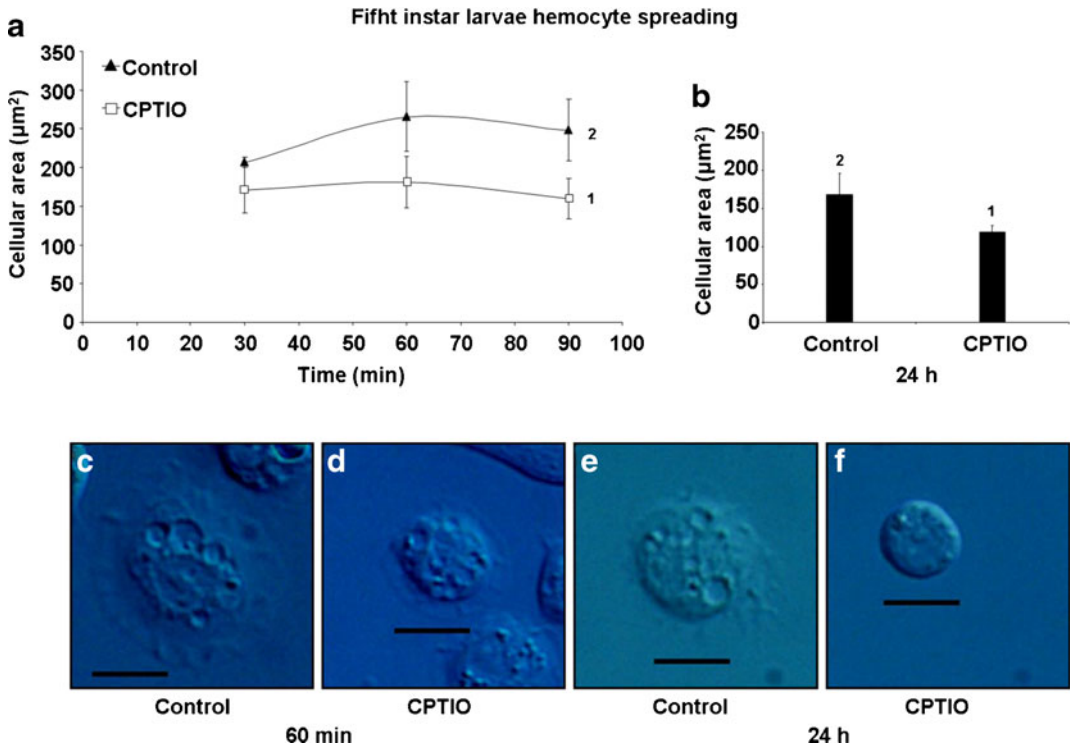 Fifht instar larvae hemocyte spreading
a
Cellular area (µm²)
350
300
250
200
150
100
50
0
Control
CPTIO
2
1
0 10 20 30 40 50 60 70 80 90 100
Time (min)
b
Cellular area (µm²)
250
200
150
100
50
0
2
1
Control CPTIO
24 h
c d e f
Control CPTIO Control CPTIO
60 min 24 h